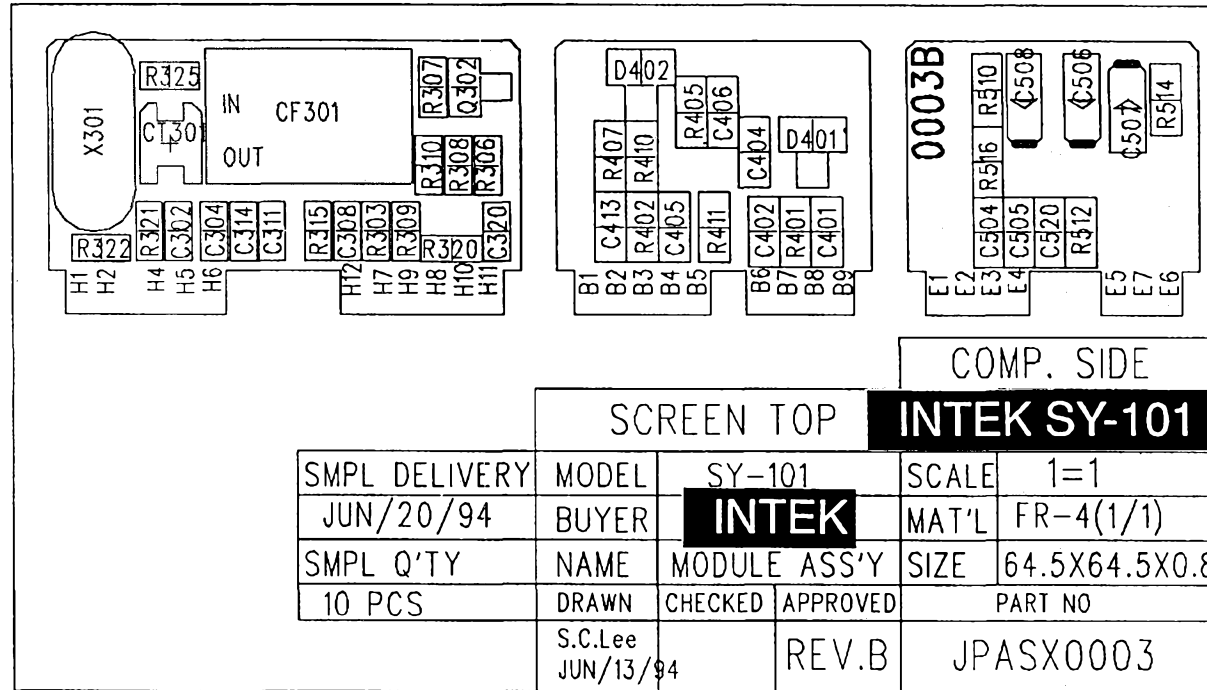 X301
R325
CT301
IN
CF301
OUT
R307
Q302
R310
R308
R306
R322
R321
C302
C304
C314
C311
R315
C308
R303
R309
R320
C320
H1
H2
H4
H5
H6
H12
H7
H9
H8
H10
H11
D402
R405
C406
R407
R410
C404
D401
C413
R402
C405
R411
C402
R401
C401
B1
B2
B3
B4
B5
B6
B7
B8
B9
0003B
R510
C508
C506
C507
R514
R516
C504
C505
C520
R512
E1
E2
E3
E4
E5
E7
E6
COMP. SIDE
SCREEN TOP
INTEK SY-101
SMPL DELIVERY MODEL SY-101 SCALE 1=1
JUN/20/94 BUYER INTEK MAT'L FR-4(1/1)
SMPL Q'TY NAME MODULE ASS'Y SIZE 64.5X64.5X0.8
10 PCS DRAWN CHECKED APPROVED PART NO
S.C.Lee
JUN/13/94
REV.B
JPASX0003